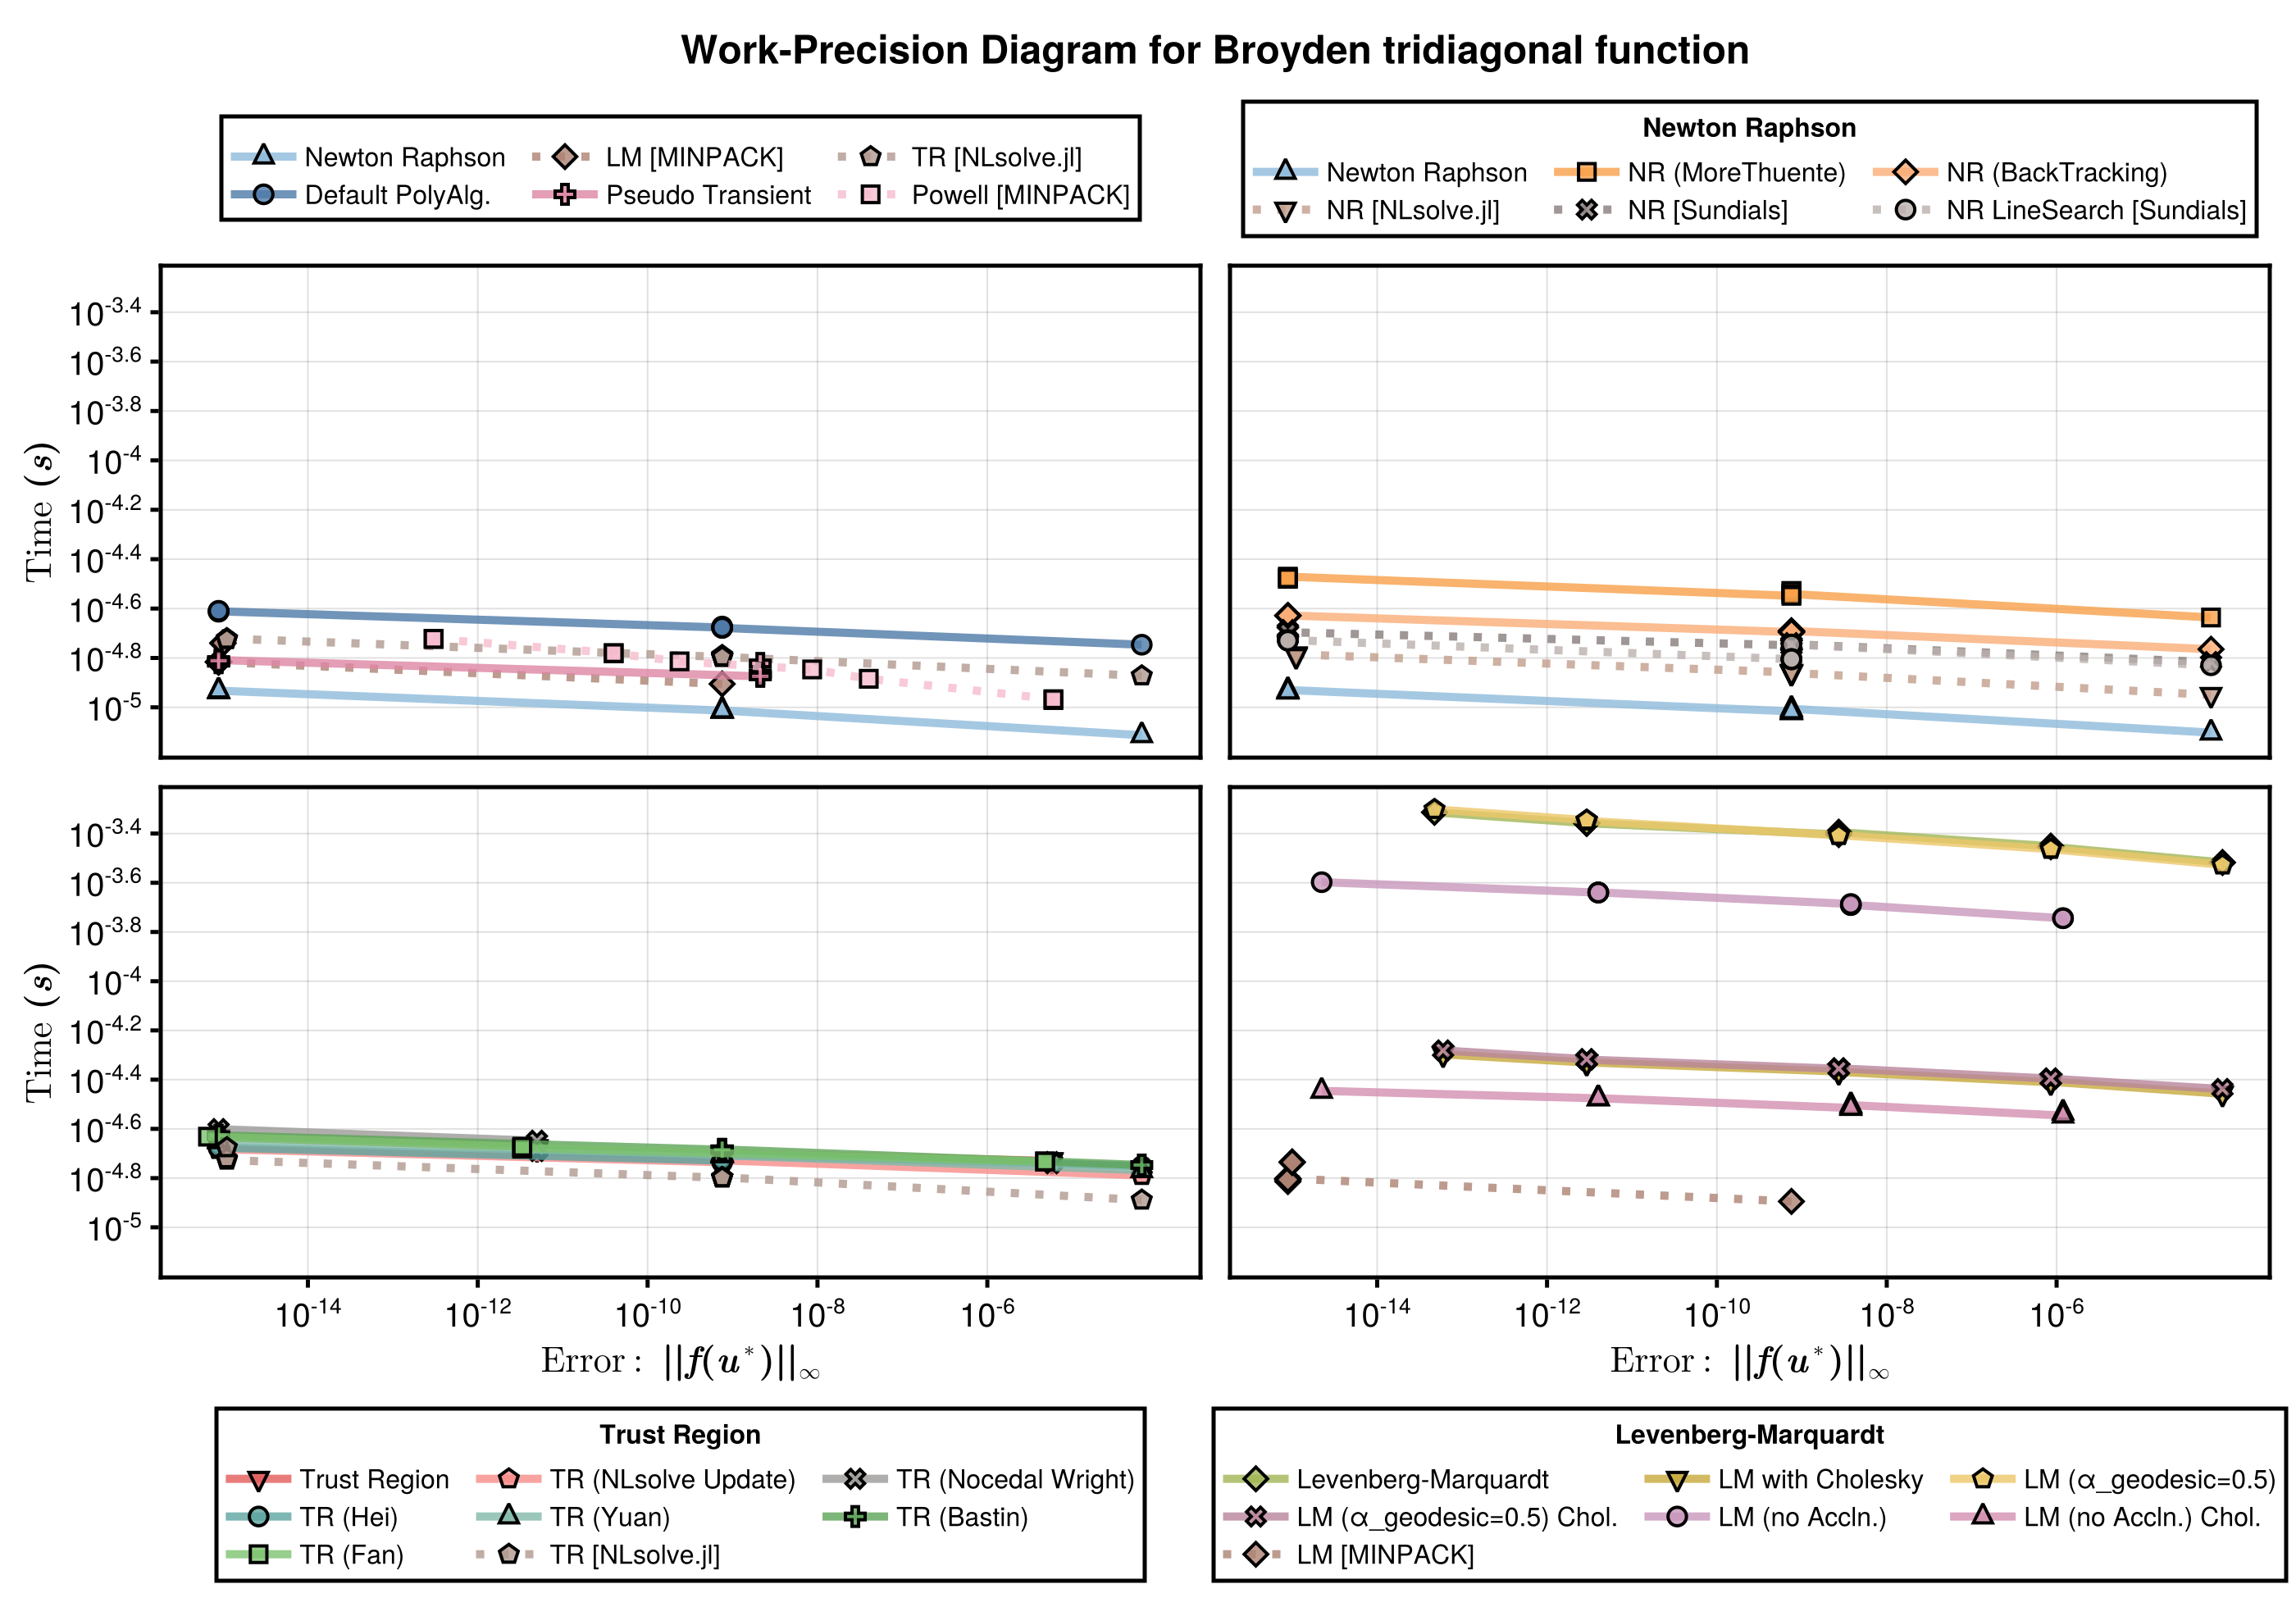 Work-Precision Diagram for Broyden tridiagonal function
Newton Raphson LM [MINPACK] TR [NLsolve.jl]
Default PolyAlg. Pseudo Transient Powell [MINPACK]
Newton Raphson
Newton Raphson NR (MoreThuente) NR (BackTracking)
NR [NLsolve.jl] NR [Sundials] NR LineSearch [Sundials]
Time (s)
10^-3.4
10^-3.6
10^-3.8
10^-4
10^-4.2
10^-4.4
10^-4.6
10^-4.8
10^-5
Time (s)
10^-3.4
10^-3.6
10^-3.8
10^-4
10^-4.2
10^-4.4
10^-4.6
10^-4.8
10^-5
10^-14 10^-12 10^-10 10^-8 10^-6
Error: ||f(u*)||∞
10^-14 10^-12 10^-10 10^-8 10^-6
Error: ||f(u*)||∞
Trust Region
Trust Region TR (NLsolve Update) TR (Nocedal Wright)
TR (Hei) TR (Yuan) TR (Bastin)
TR (Fan) TR [NLsolve.jl]
Levenberg-Marquardt
Levenberg-Marquardt LM with Cholesky LM (α_geodesic=0.5)
LM (α_geodesic=0.5) Chol. LM (no Accln.) LM (no Accln.) Chol.
LM [MINPACK]